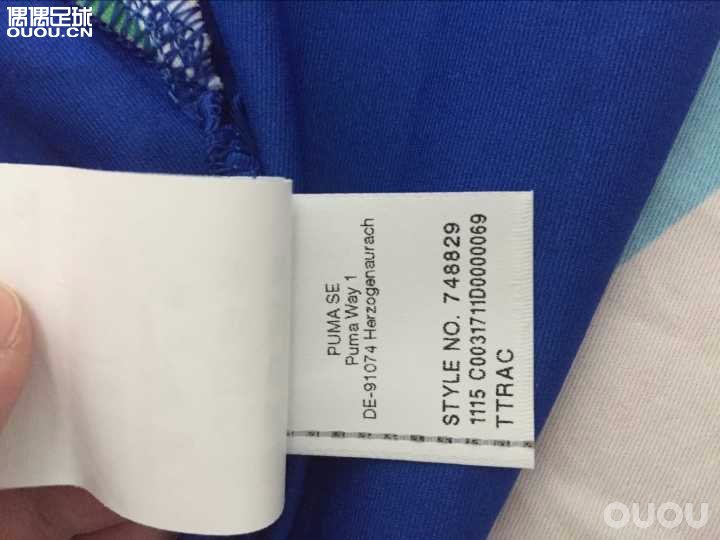 偶偶足球
OUOU.CN
PUMA SE
Puma Way 1
DE-91074 Herzogenaurach
STYLE NO. 748829
1115 C0031711D0000069
TTRAC
OUOU